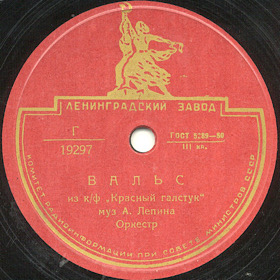 ЛЕНИНГРАДСКИЙ ЗАВОД
Г
19297
ГОСТ 5289-50
III кл.
ВАЛЬС
из к/ф „Красный галстук“
муз А. Лепина
Оркестр
КОМИТЕТ РАДИОИНФОРМАЦИИ ПРИ СОВЕТЕ МИНИСТРОВ СССР